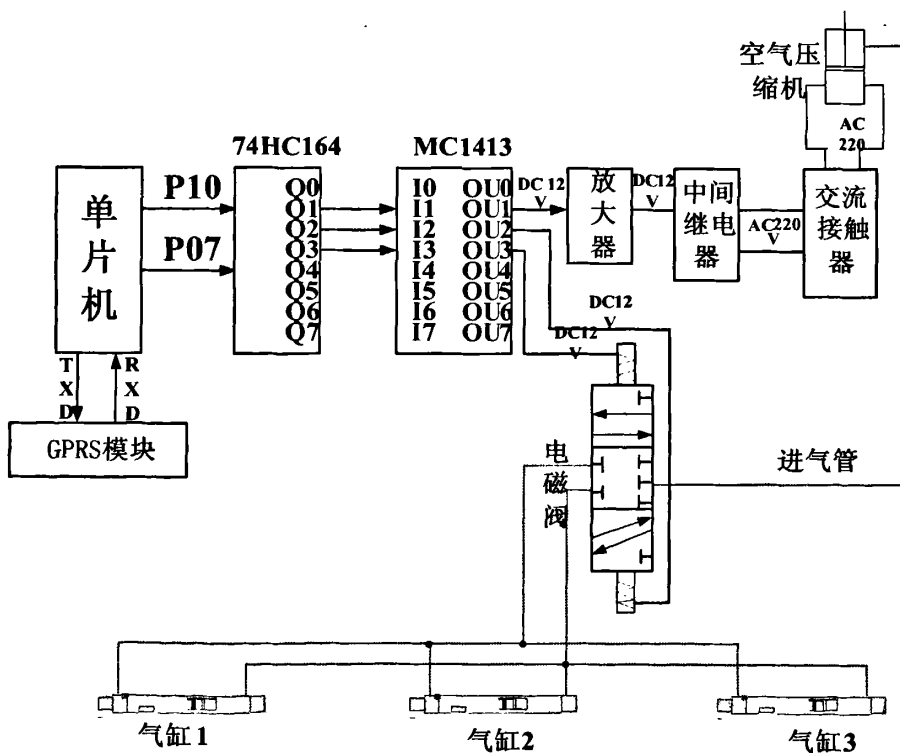 空气压
缩机
AC
220
74HC164
MC1413
单片机
P10
P07
Q0
Q1
Q2
Q3
Q4
Q5
Q6
Q7
I0
I1
I2
I3
I4
I5
I6
I7
OU0
OU1
OU2
OU3
OU4
OU5
OU6
OU7
DC 12
V
放大器
DC12
V
中间
继电
器
AC220
V
交流
接触
器
DC12
V
DC12
V
TXD
RXD
GPRS模块
电磁阀
进气管
气缸1
气缸2
气缸3